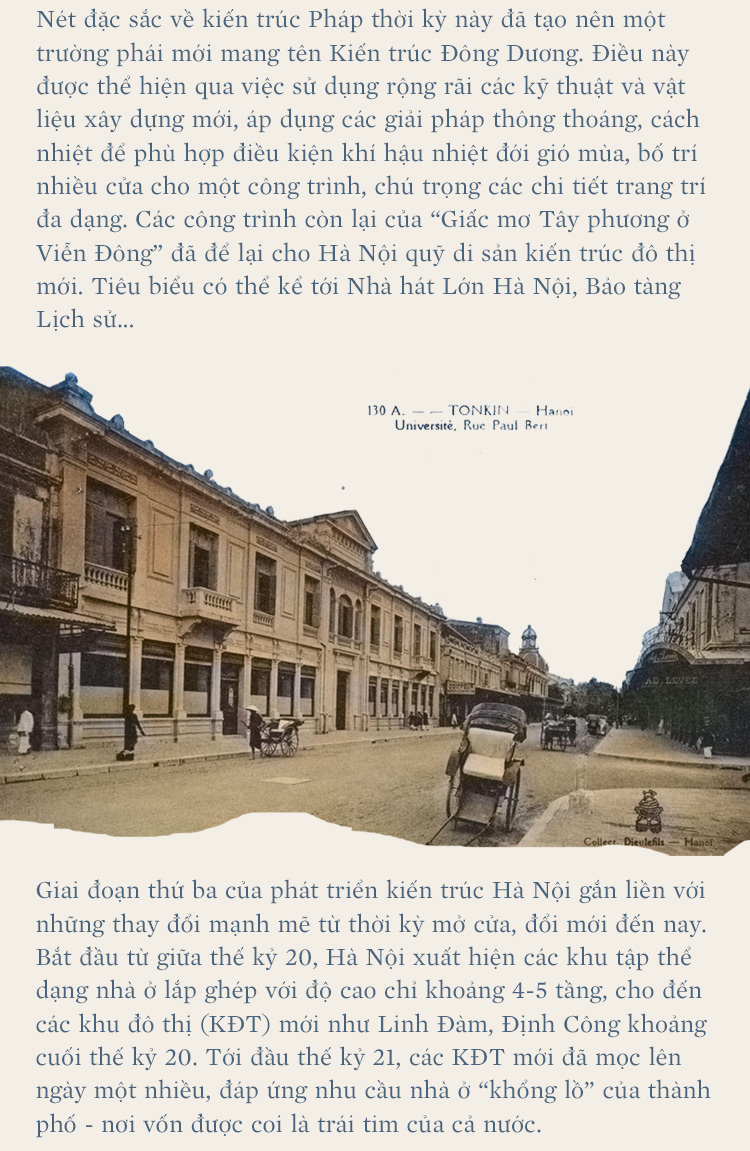 Nét đặc sắc về kiến trúc Pháp thời kỳ này đã tạo nên một
trường phái mới mang tên Kiến trúc Đông Dương. Điều này
được thể hiện qua việc sử dụng rộng rãi các kỹ thuật và vật
liệu xây dựng mới, áp dụng các giải pháp thông thoáng, cách
nhiệt để phù hợp điều kiện khí hậu nhiệt đới gió mùa, bố trí
nhiều cửa cho một công trình, chú trọng các chi tiết trang trí
đa dạng. Các công trình còn lại của “Giấc mơ Tây phương ở
Viễn Đông” đã để lại cho Hà Nội quỹ di sản kiến trúc đô thị
mới. Tiêu biểu có thể kể tới Nhà hát Lớn Hà Nội, Bảo tàng
Lịch sử...
130 A. — — TONKIN — Hanoi
Université, Rue Paul Bert
AD. LEVEE
Collect. Dieulefils — Hanoi
Giai đoạn thứ ba của phát triển kiến trúc Hà Nội gắn liền với
những thay đổi mạnh mẽ từ thời kỳ mở cửa, đổi mới đến nay.
Bắt đầu từ giữa thế kỷ 20, Hà Nội xuất hiện các khu tập thể
dạng nhà ở lắp ghép với độ cao chỉ khoảng 4-5 tầng, cho đến
các khu đô thị (KĐT) mới như Linh Đàm, Định Công khoảng
cuối thế kỷ 20. Tới đầu thế kỷ 21, các KĐT mới đã mọc lên
ngày một nhiều, đáp ứng nhu cầu nhà ở “khổng lồ” của thành
phố - nơi vốn được coi là trái tim của cả nước.